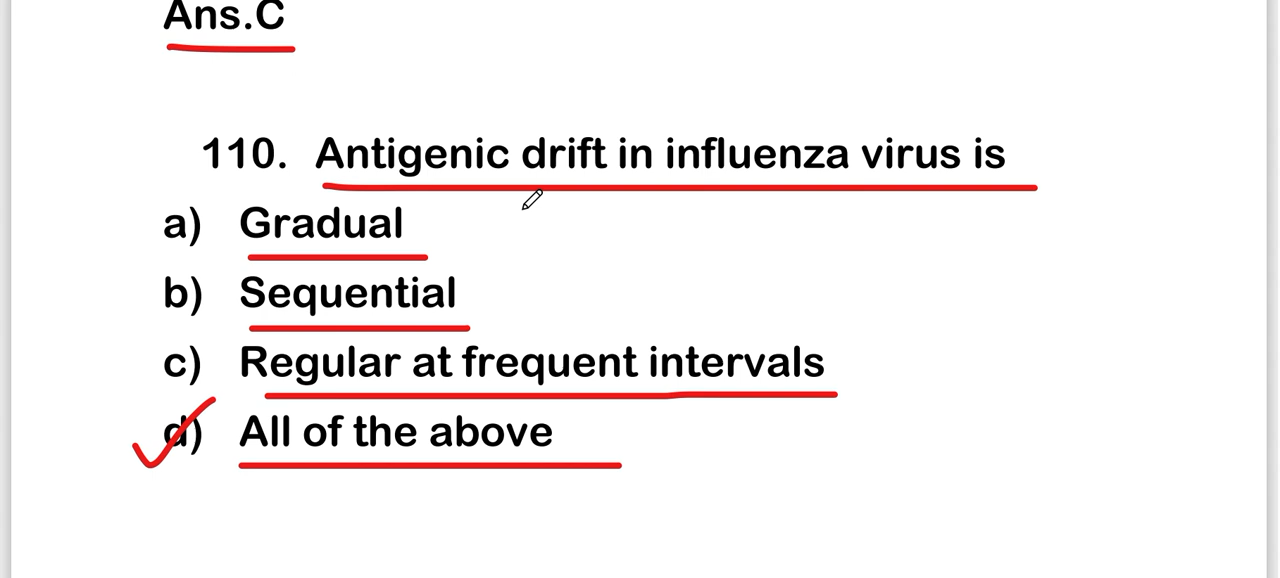 Ans.C
110. Antigenic drift in influenza virus is
a) Gradual
b) Sequential
c) Regular at frequent intervals
d) All of the above